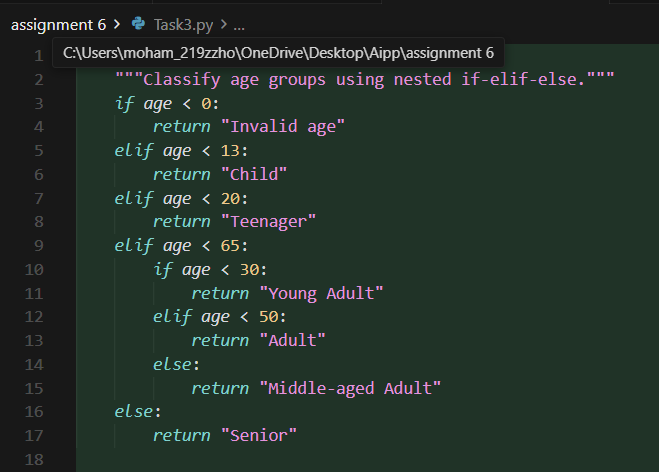 assignment 6 > Task3.py > ...
C:\Users\moham_219zzho\OneDrive\Desktop\Aipp\assignment 6
1
2 """Classify age groups using nested if-elif-else."""
3 if age < 0:
4 return "Invalid age"
5 elif age < 13:
6 return "Child"
7 elif age < 20:
8 return "Teenager"
9 elif age < 65:
10 if age < 30:
11 return "Young Adult"
12 elif age < 50:
13 return "Adult"
14 else:
15 return "Middle-aged Adult"
16 else:
17 return "Senior"
18